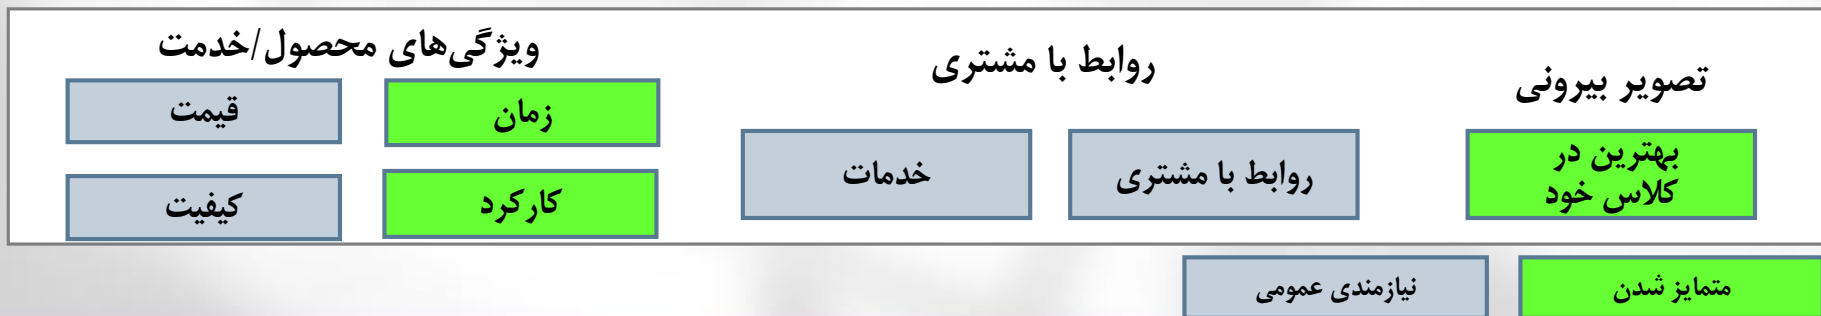 ویژگی‌های محصول/خدمت
روابط با مشتری
تصویر بیرونی
زمان
قیمت
کارکرد
کیفیت
روابط با مشتری
خدمات
بهترین در
کلاس خود
متمایز شدن
نیازمندی عمومی